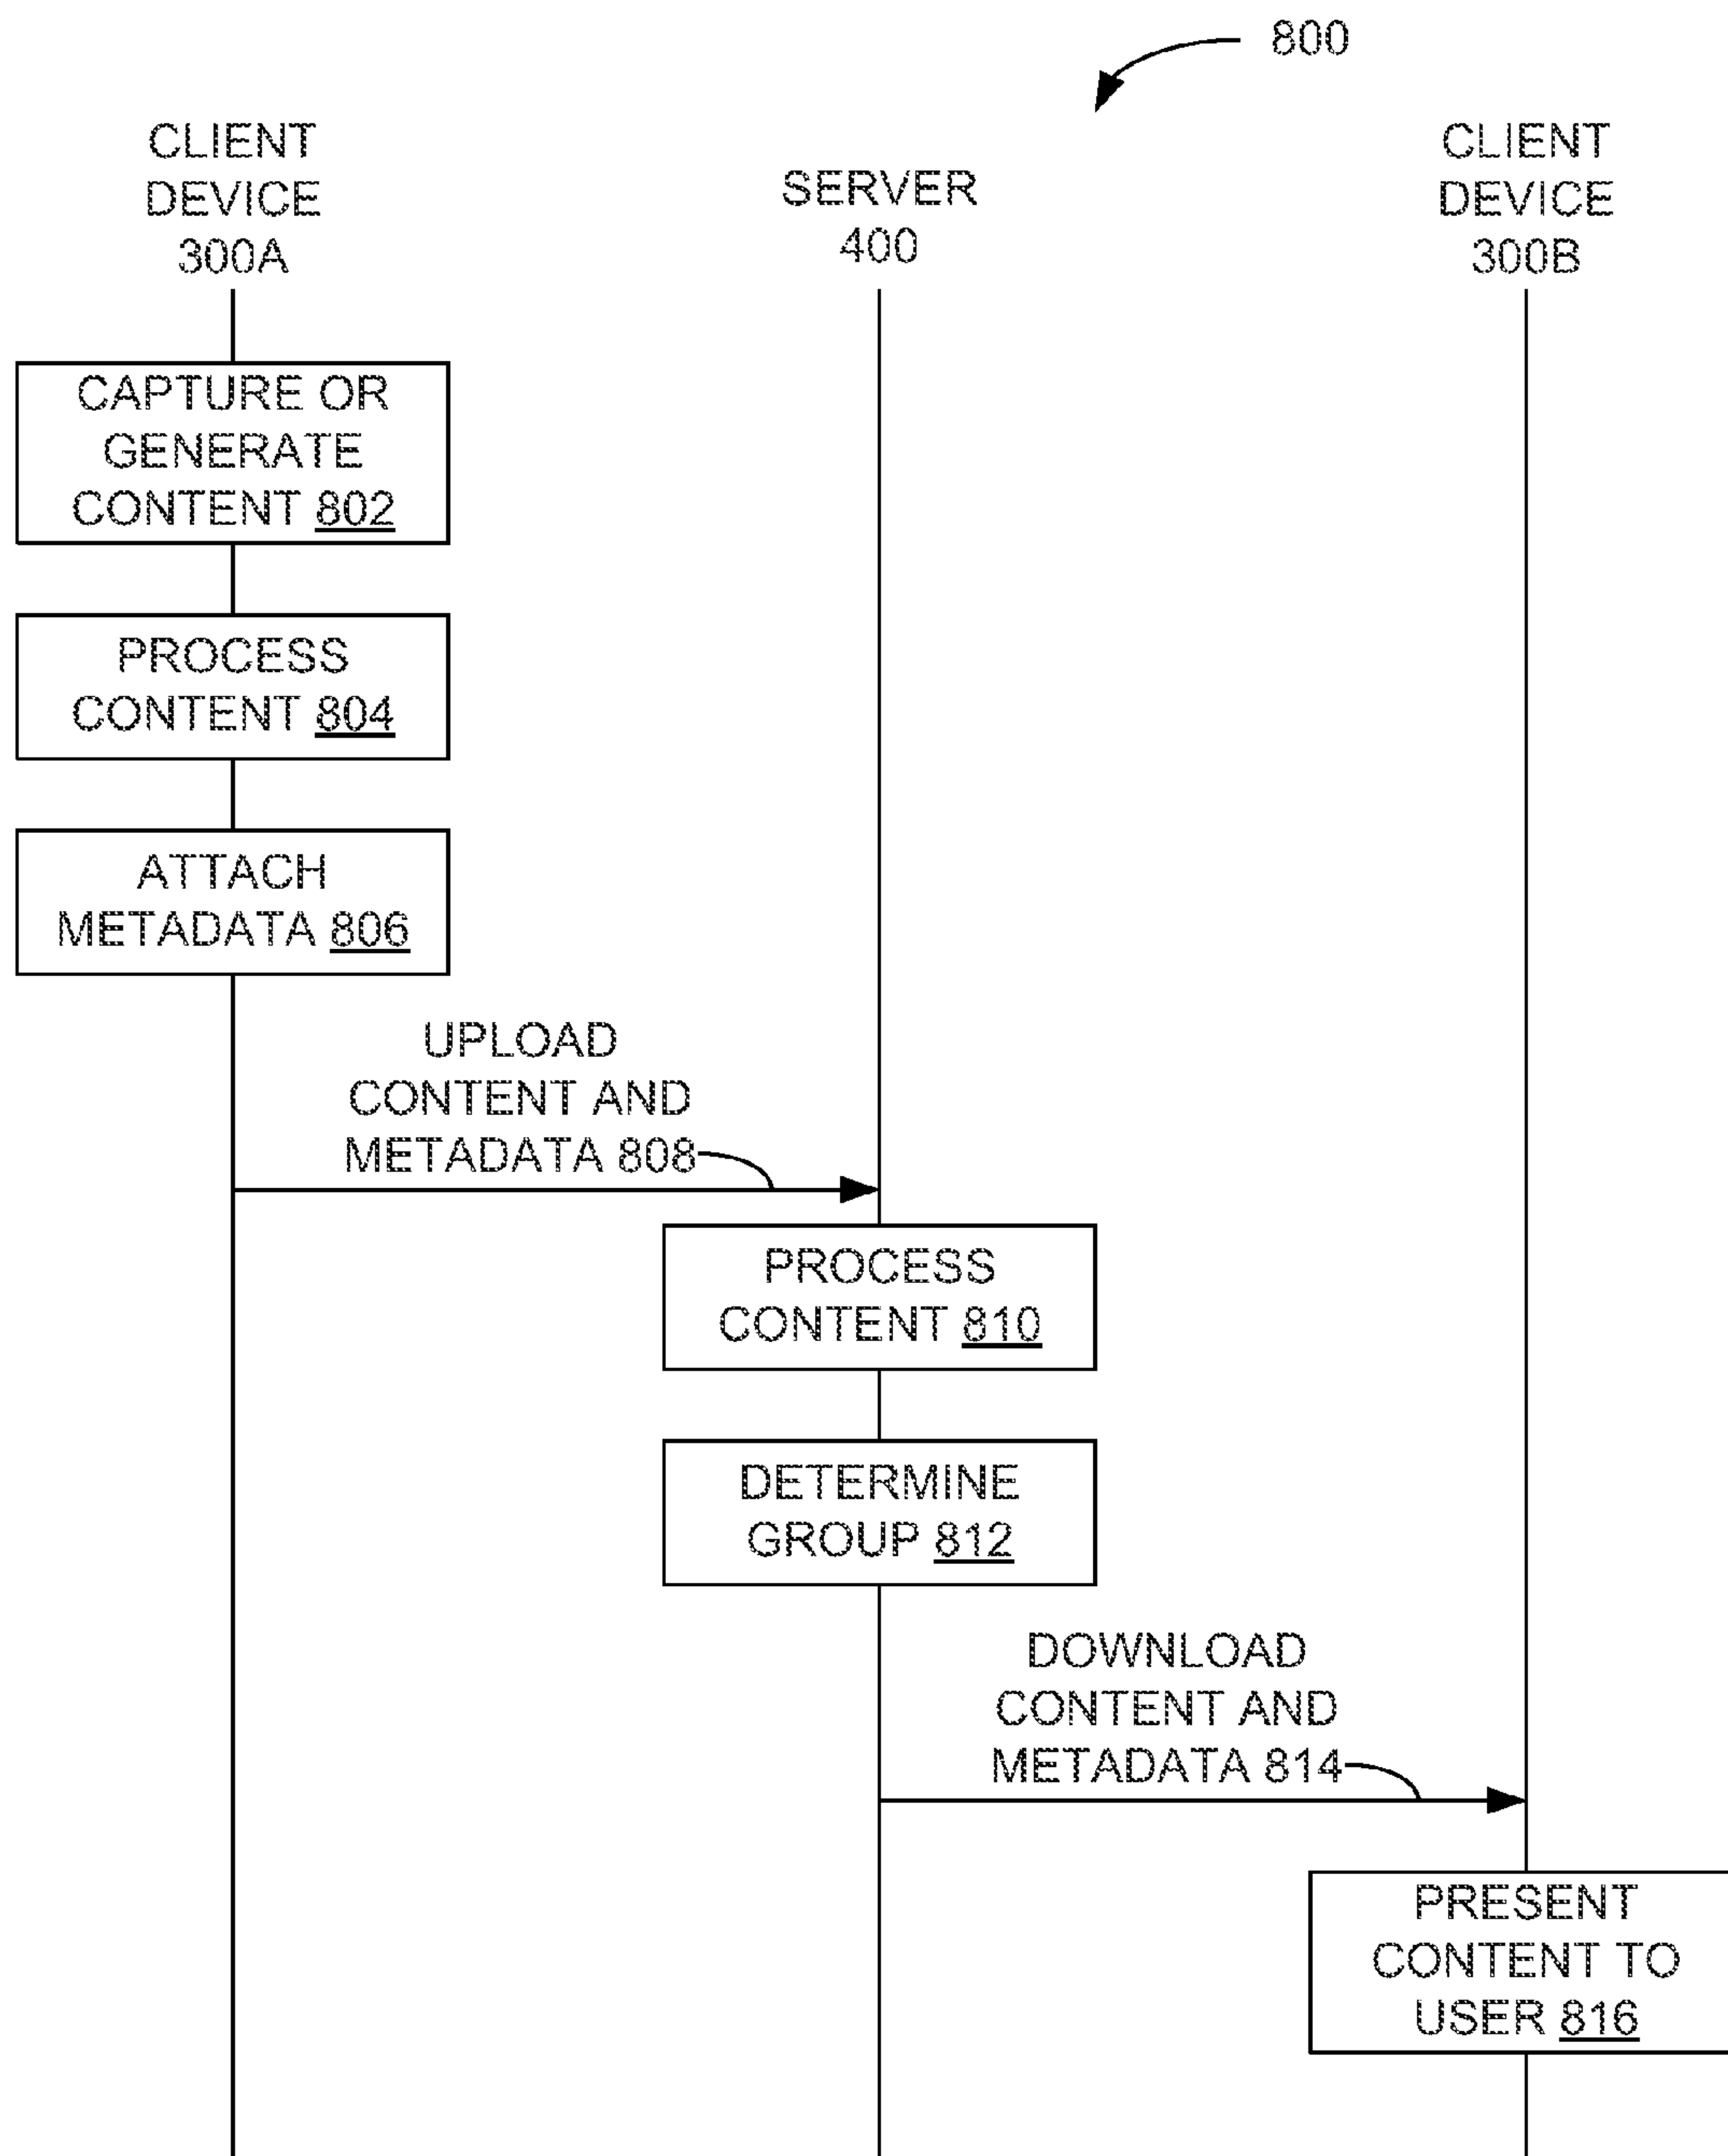 800
CLIENT
DEVICE
300A
SERVER
400
CLIENT
DEVICE
300B
CAPTURE OR
GENERATE
CONTENT 802
PROCESS
CONTENT 804
ATTACH
METADATA 806
UPLOAD
CONTENT AND
METADATA 808
PROCESS
CONTENT 810
DETERMINE
GROUP 812
DOWNLOAD
CONTENT AND
METADATA 814
PRESENT
CONTENT TO
USER 816